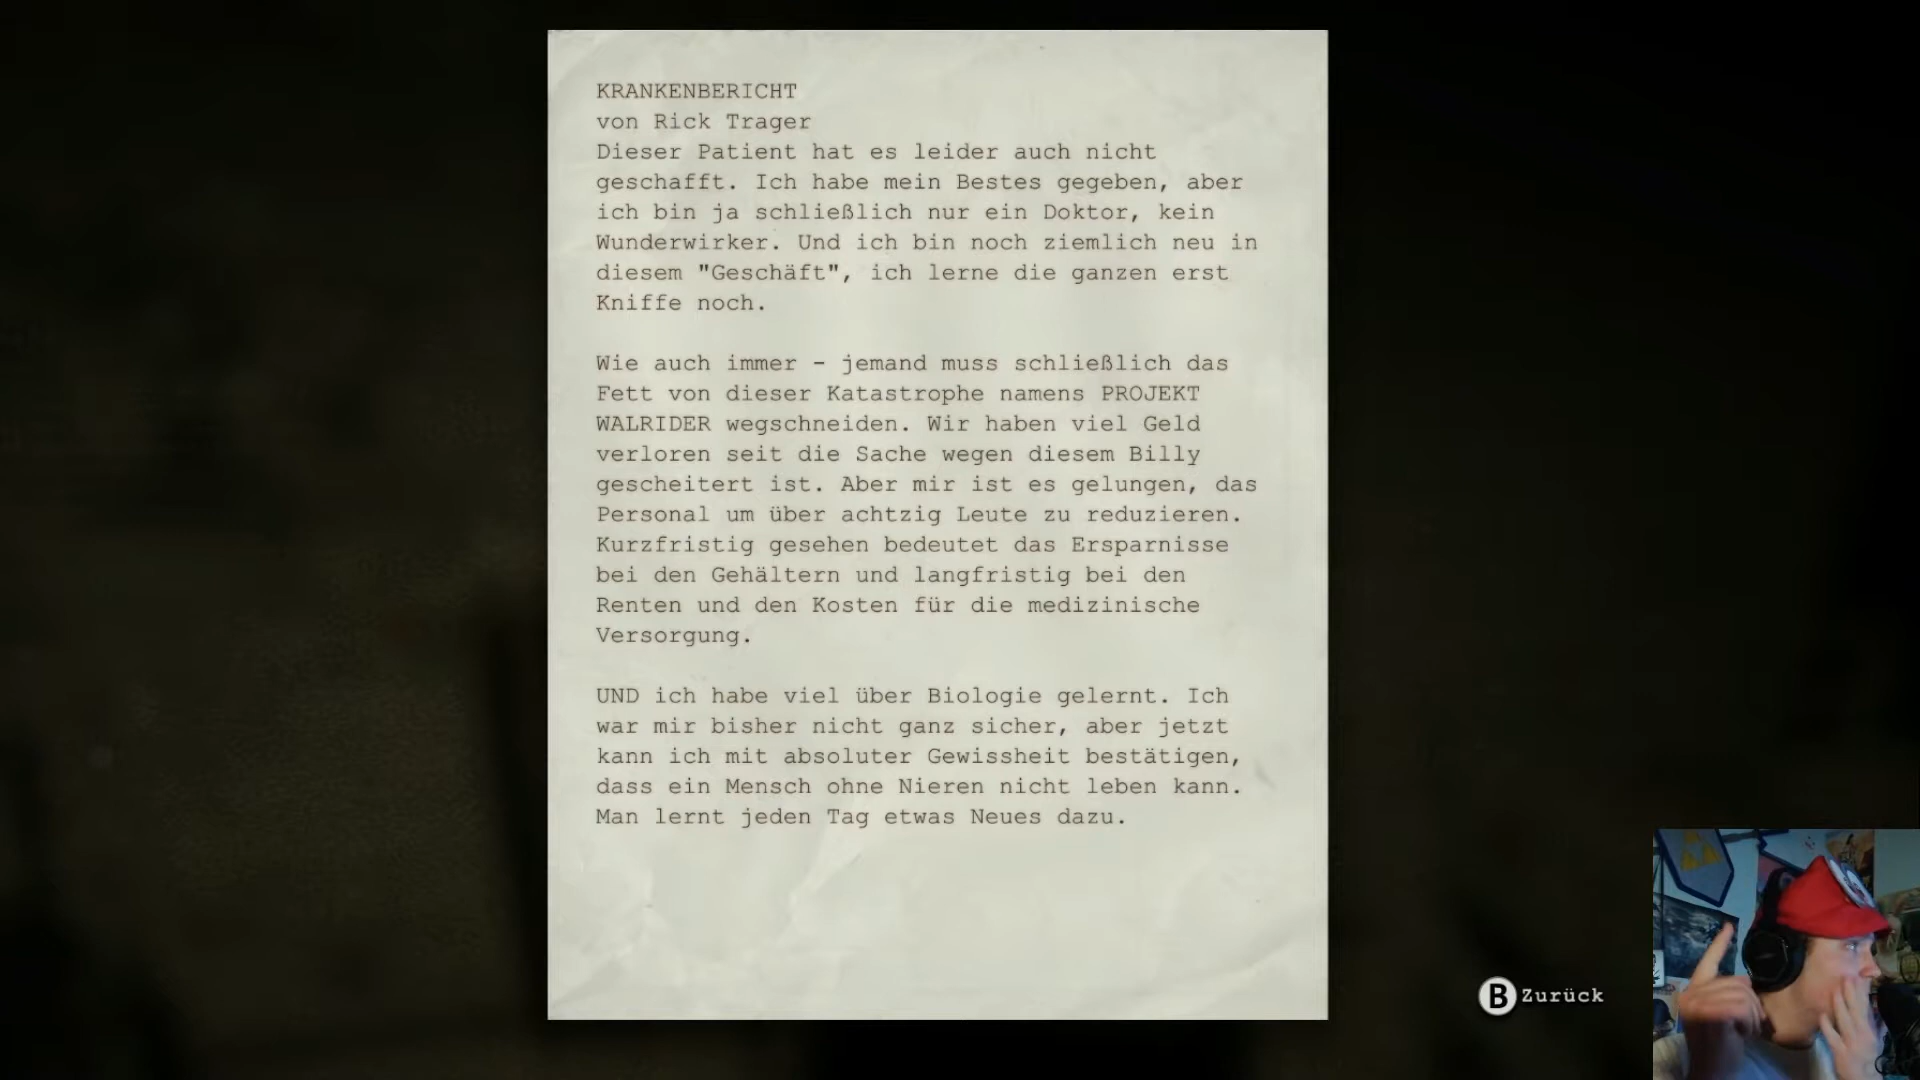 KRANKENBERICHT
von Rick Trager
Dieser Patient hat es leider auch nicht
geschafft. Ich habe mein Bestes gegeben, aber
ich bin ja schließlich nur ein Doktor, kein
Wunderwirker. Und ich bin noch ziemlich neu in
diesem "Geschäft", ich lerne die ganzen erst
Kniffe noch.
Wie auch immer - jemand muss schließlich das
Fett von dieser Katastrophe namens PROJEKT
WALRIDER wegschneiden. Wir haben viel Geld
verloren seit die Sache wegen diesem Billy
gescheitert ist. Aber mir ist es gelungen, das
Personal um über achtzig Leute zu reduzieren.
Kurzfristig gesehen bedeutet das Ersparnisse
bei den Gehältern und langfristig bei den
Renten und den Kosten für die medizinische
Versorgung.
UND ich habe viel über Biologie gelernt. Ich
war mir bisher nicht ganz sicher, aber jetzt
kann ich mit absoluter Gewissheit bestätigen,
dass ein Mensch ohne Nieren nicht leben kann.
Man lernt jeden Tag etwas Neues dazu.
B Zurück